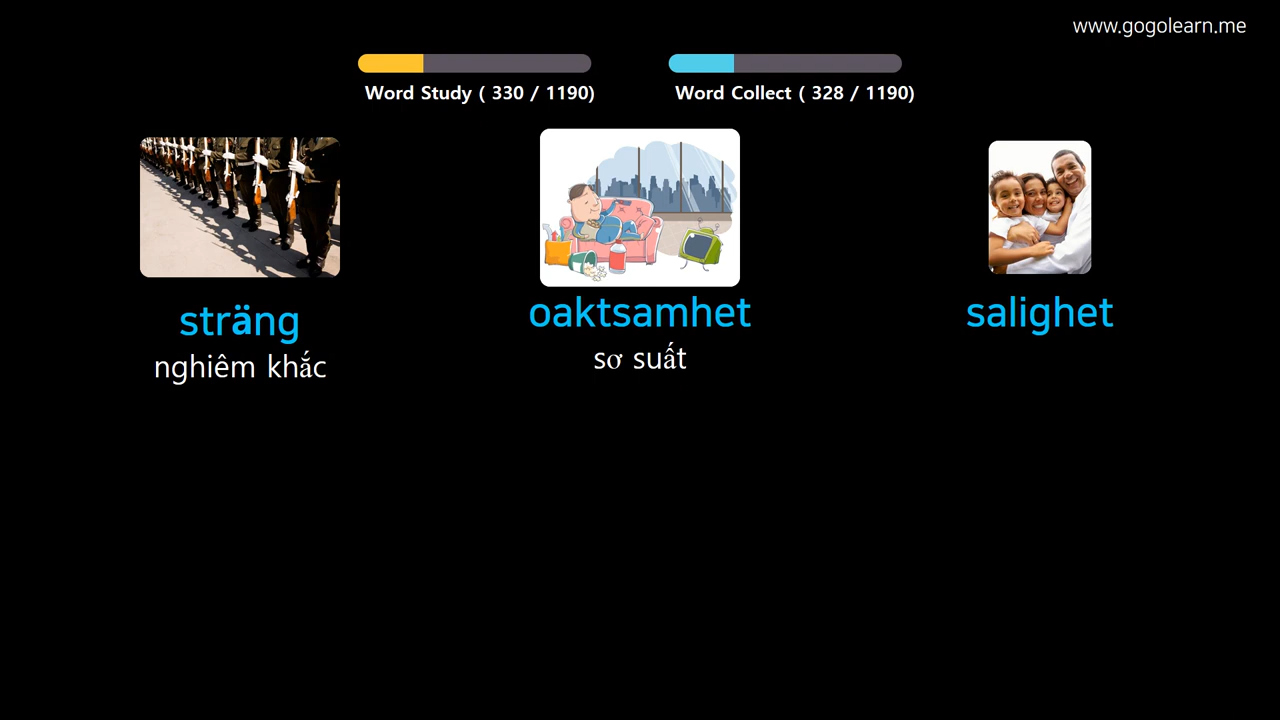 www.gogolearn.me
Word Study ( 330 / 1190)
Word Collect ( 328 / 1190)
sträng
nghiêm khắc
oaktsamhet
sơ suất
salighet